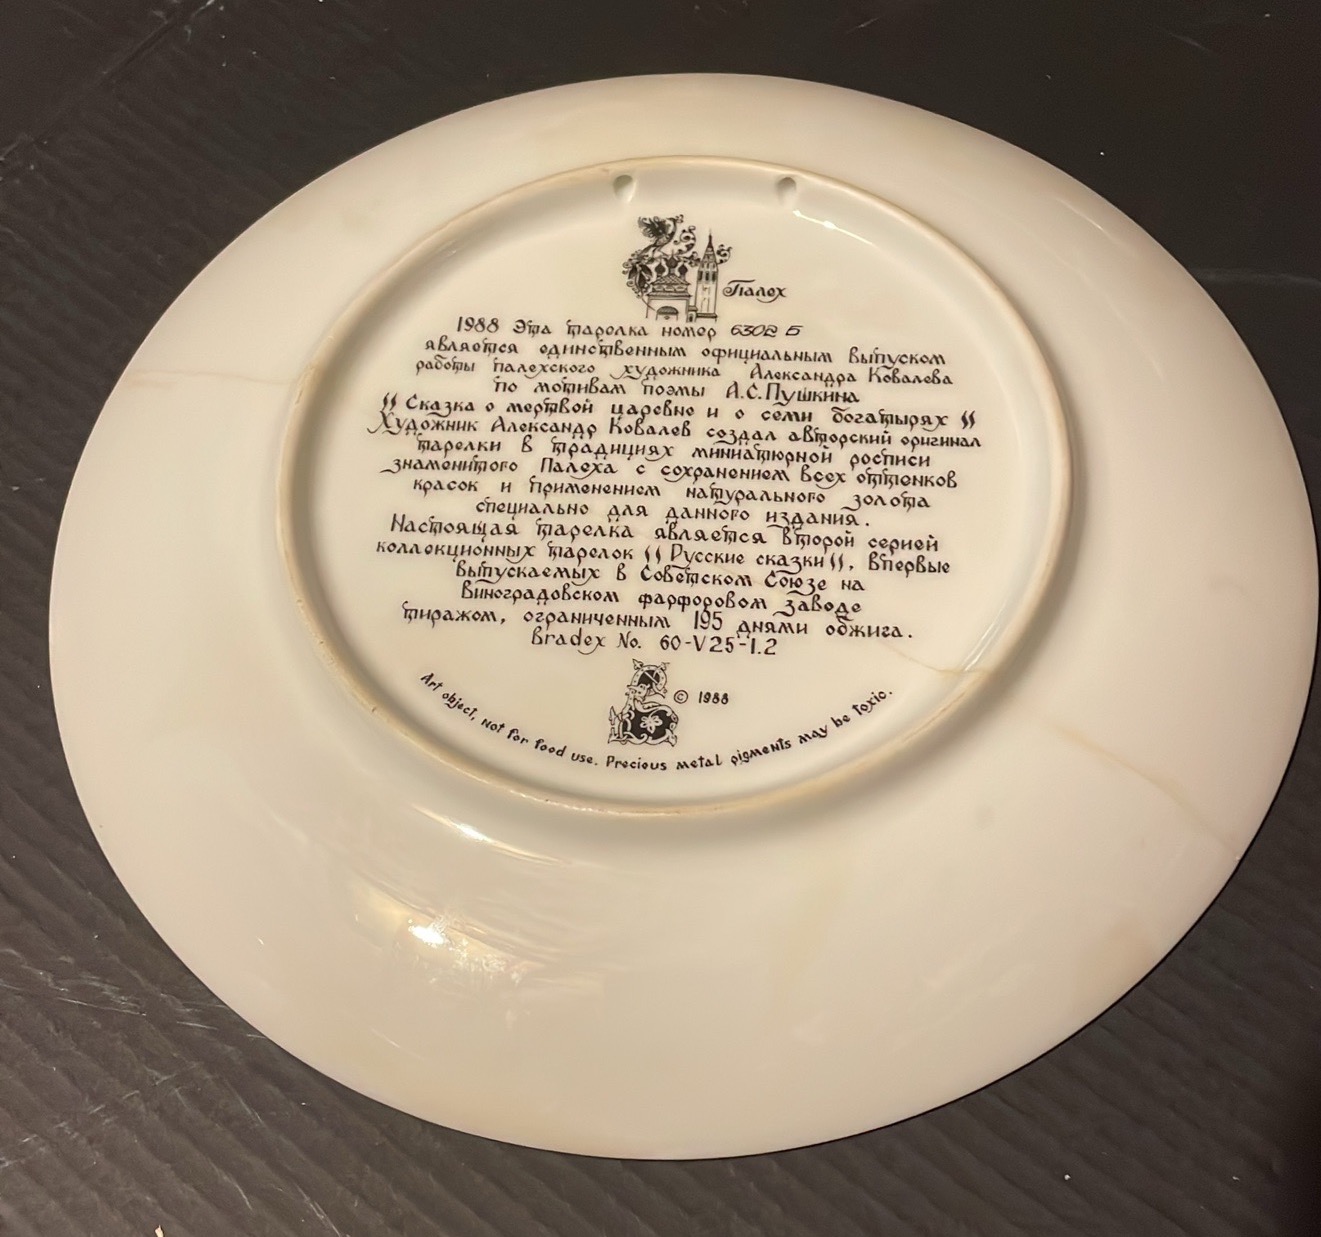 Палех
1988 Эта тарелка номер 6302 Б
является единственным официальным выпуском
работы палехского художника Александра Ковалева
по мотивам поэмы А.С.Пушкина
"Сказка о мертвой царевне и о семи богатырях"
Художник Александр Ковалев создал авторский оригинал
тарелки в традициях миниатюрной росписи
знаменитого Палеха с сохранением всех оттенков
красок и применением натурального золота
специально для данного издания.
Настоящая тарелка является второй серией
коллекционных тарелок "Русские сказки", впервые
выпускаемых в Советском Союзе на
Виноградовском фарфоровом заводе
тиражом, ограниченным 195 днями обжига.
Bradex No. 60-V25-1.2
© 1988
Art object, not for food use. Precious metal pigments may be toxic.